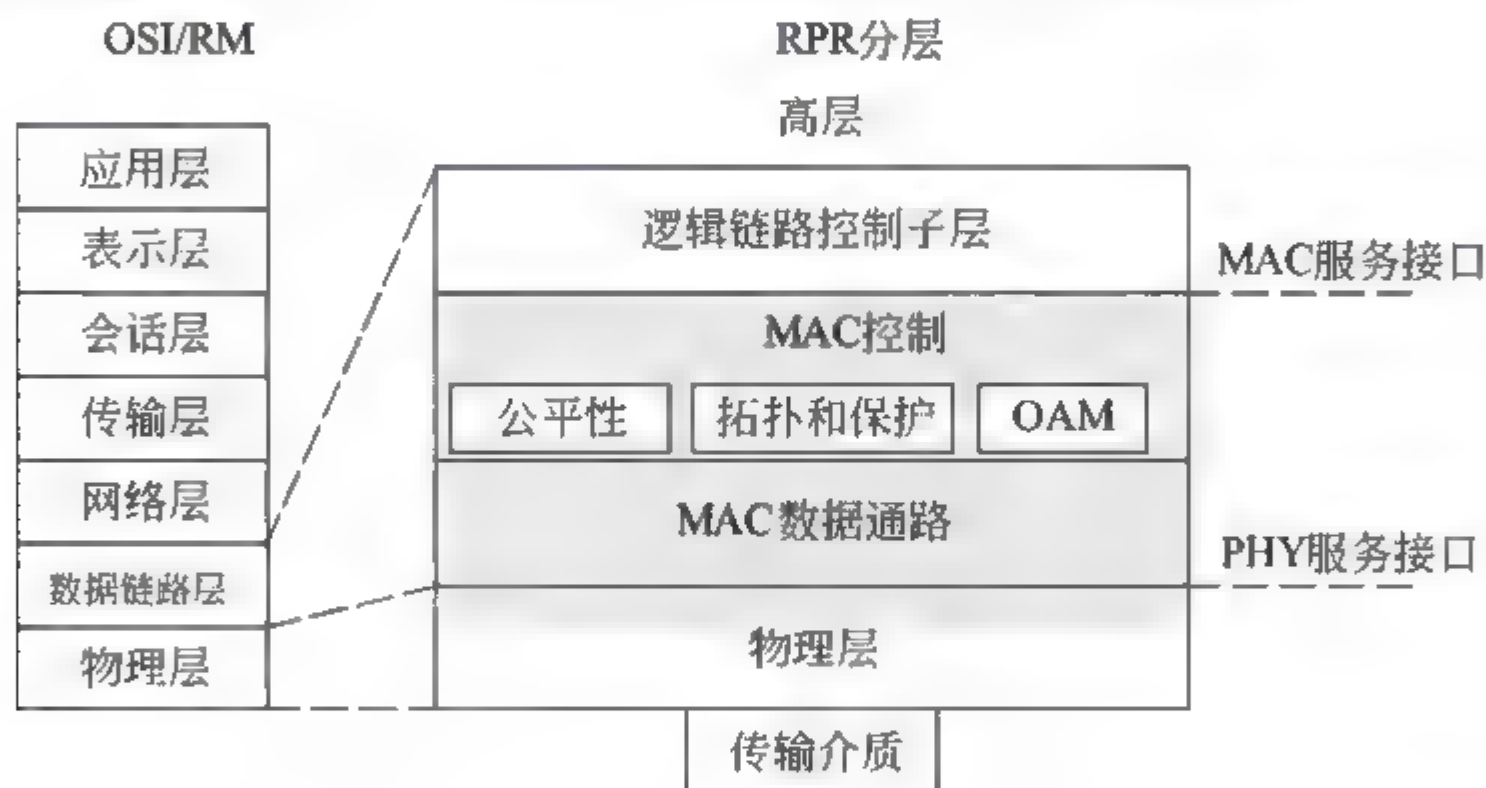 OSI/RM
RPR分层
高层
应用层
表示层
会话层
传输层
网络层
数据链路层
物理层
逻辑链路控制子层
MAC服务接口
MAC控制
公平性
拓扑和保护
OAM
MAC数据通路
PHY服务接口
物理层
传输介质